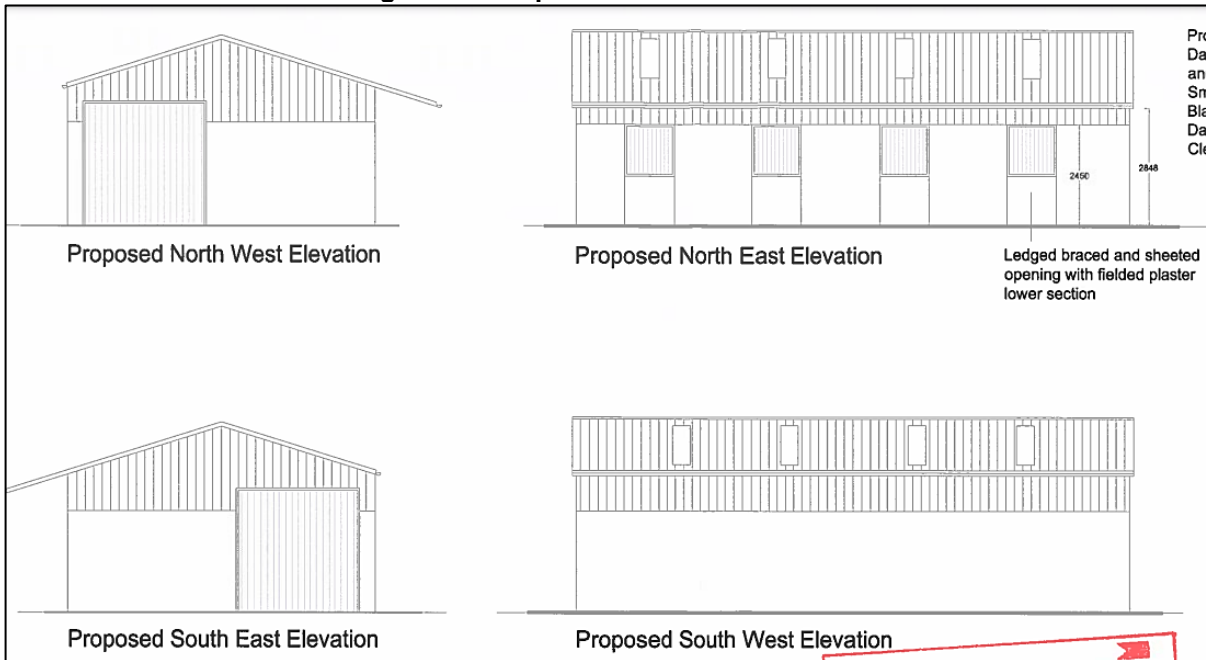 Proposed North West Elevation
Proposed North East Elevation
2450
2848
Ledged braced and sheeted
opening with fielded plaster
lower section
Proposed South East Elevation
Proposed South West Elevation